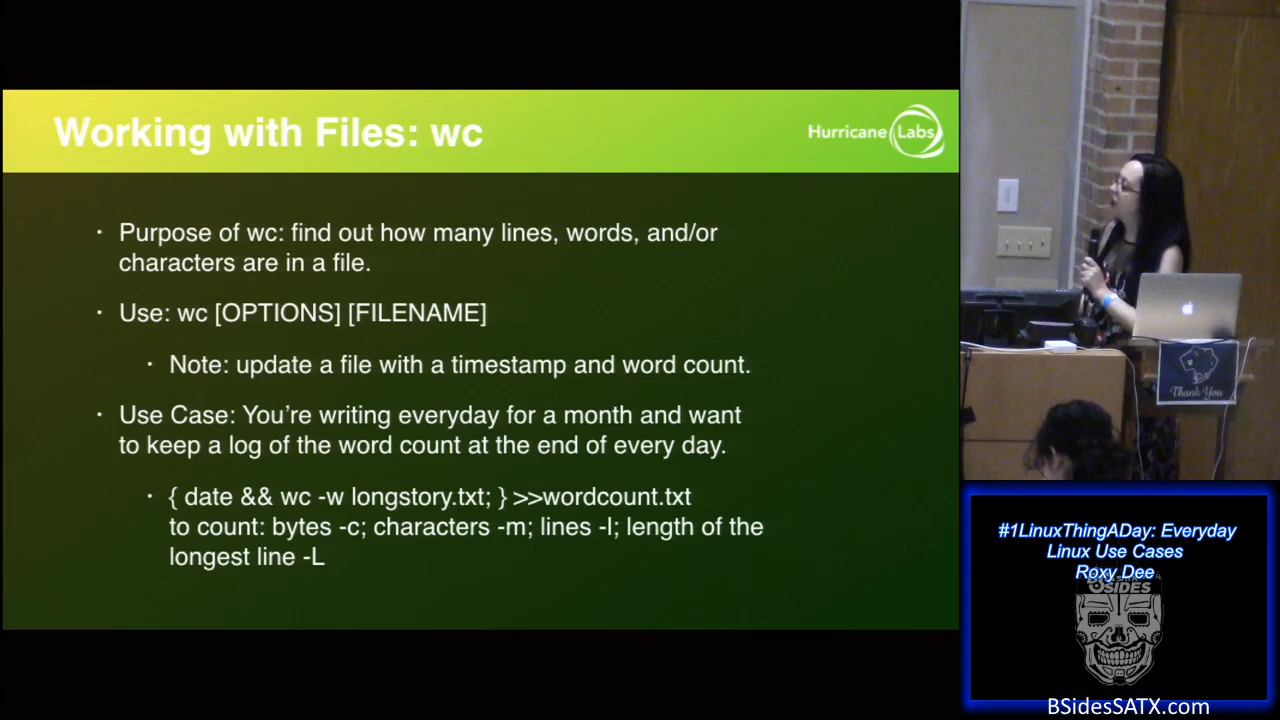 Working with Files: wc
Hurricane Labs
• Purpose of wc: find out how many lines, words, and/or
characters are in a file.
• Use: wc [OPTIONS] [FILENAME]
• Note: update a file with a timestamp and word count.
• Use Case: You’re writing everyday for a month and want
to keep a log of the word count at the end of every day.
• { date && wc -w longstory.txt; } >>wordcount.txt
to count: bytes -c; characters -m; lines -l; length of the
longest line -L
Thank You
#1LinuxThingADay: Everyday
Linux Use Cases
Roxy Dee
BSIDES
BSidesSATX.com